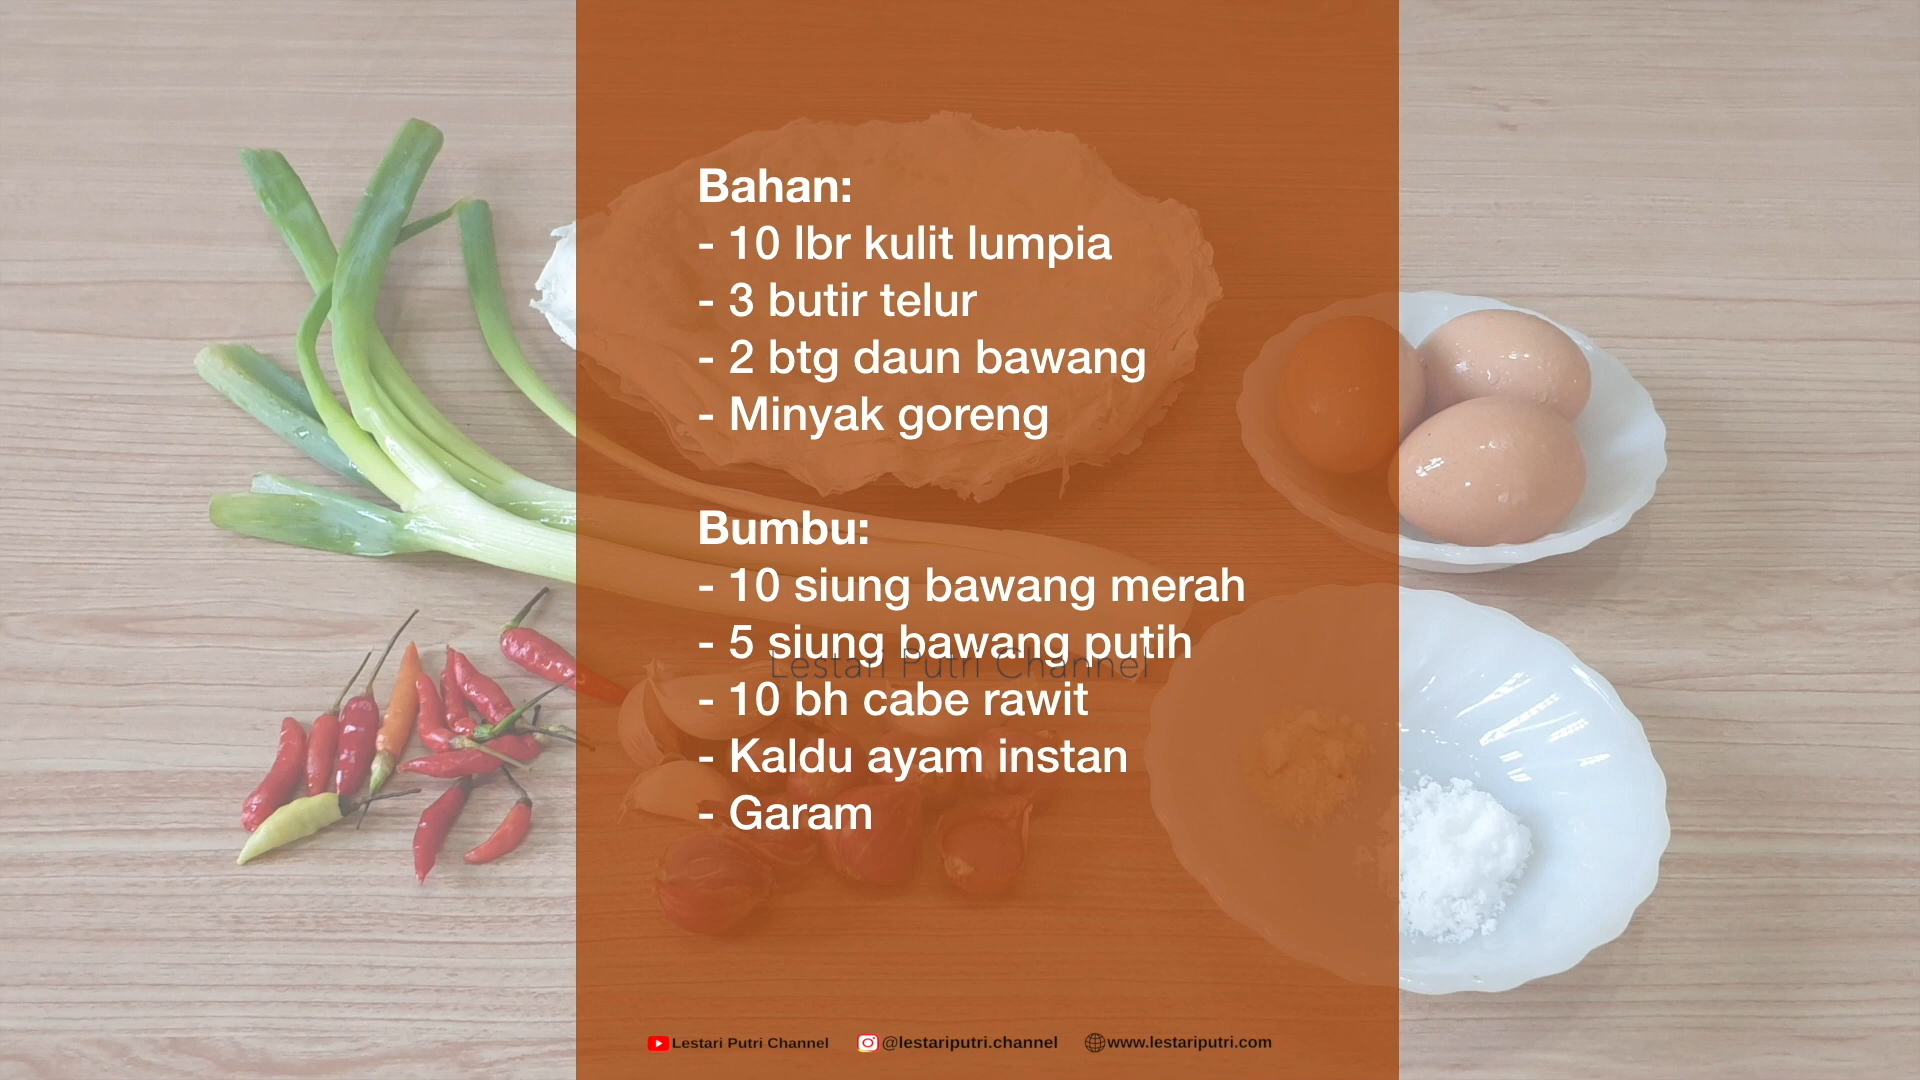 Bahan:
- 10 lbr kulit lumpia
- 3 butir telur
- 2 btg daun bawang
- Minyak goreng
Bumbu:
- 10 siung bawang merah
- 5 siung bawang putih
Lestari Putri Channel
- 10 bh cabe rawit
- Kaldu ayam instan
- Garam
Lestari Putri Channel @lestariputri.channel www.lestariputri.com